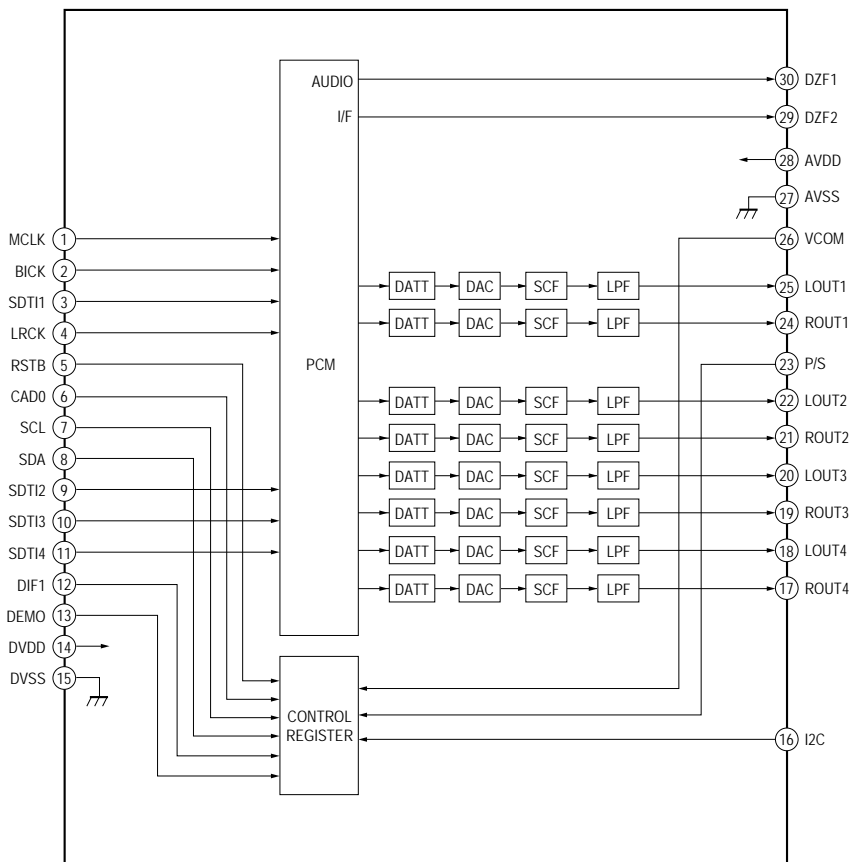 AUDIO
I/F
PCM
30 DZF1
29 DZF2
28 AVDD
27 AVSS
26 VCOM
MCLK 1
BICK 2
SDTI1 3
LRCK 4
RSTB 5
CAD0 6
SCL 7
SDA 8
SDTI2 9
SDTI3 10
SDTI4 11
DIF1 12
DEMO 13
DVDD 14
DVSS 15
DATT DAC SCF LPF 25 LOUT1
DATT DAC SCF LPF 24 ROUT1
23 P/S
DATT DAC SCF LPF 22 LOUT2
DATT DAC SCF LPF 21 ROUT2
DATT DAC SCF LPF 20 LOUT3
DATT DAC SCF LPF 19 ROUT3
DATT DAC SCF LPF 18 LOUT4
DATT DAC SCF LPF 17 ROUT4
CONTROL
REGISTER
16 I2C